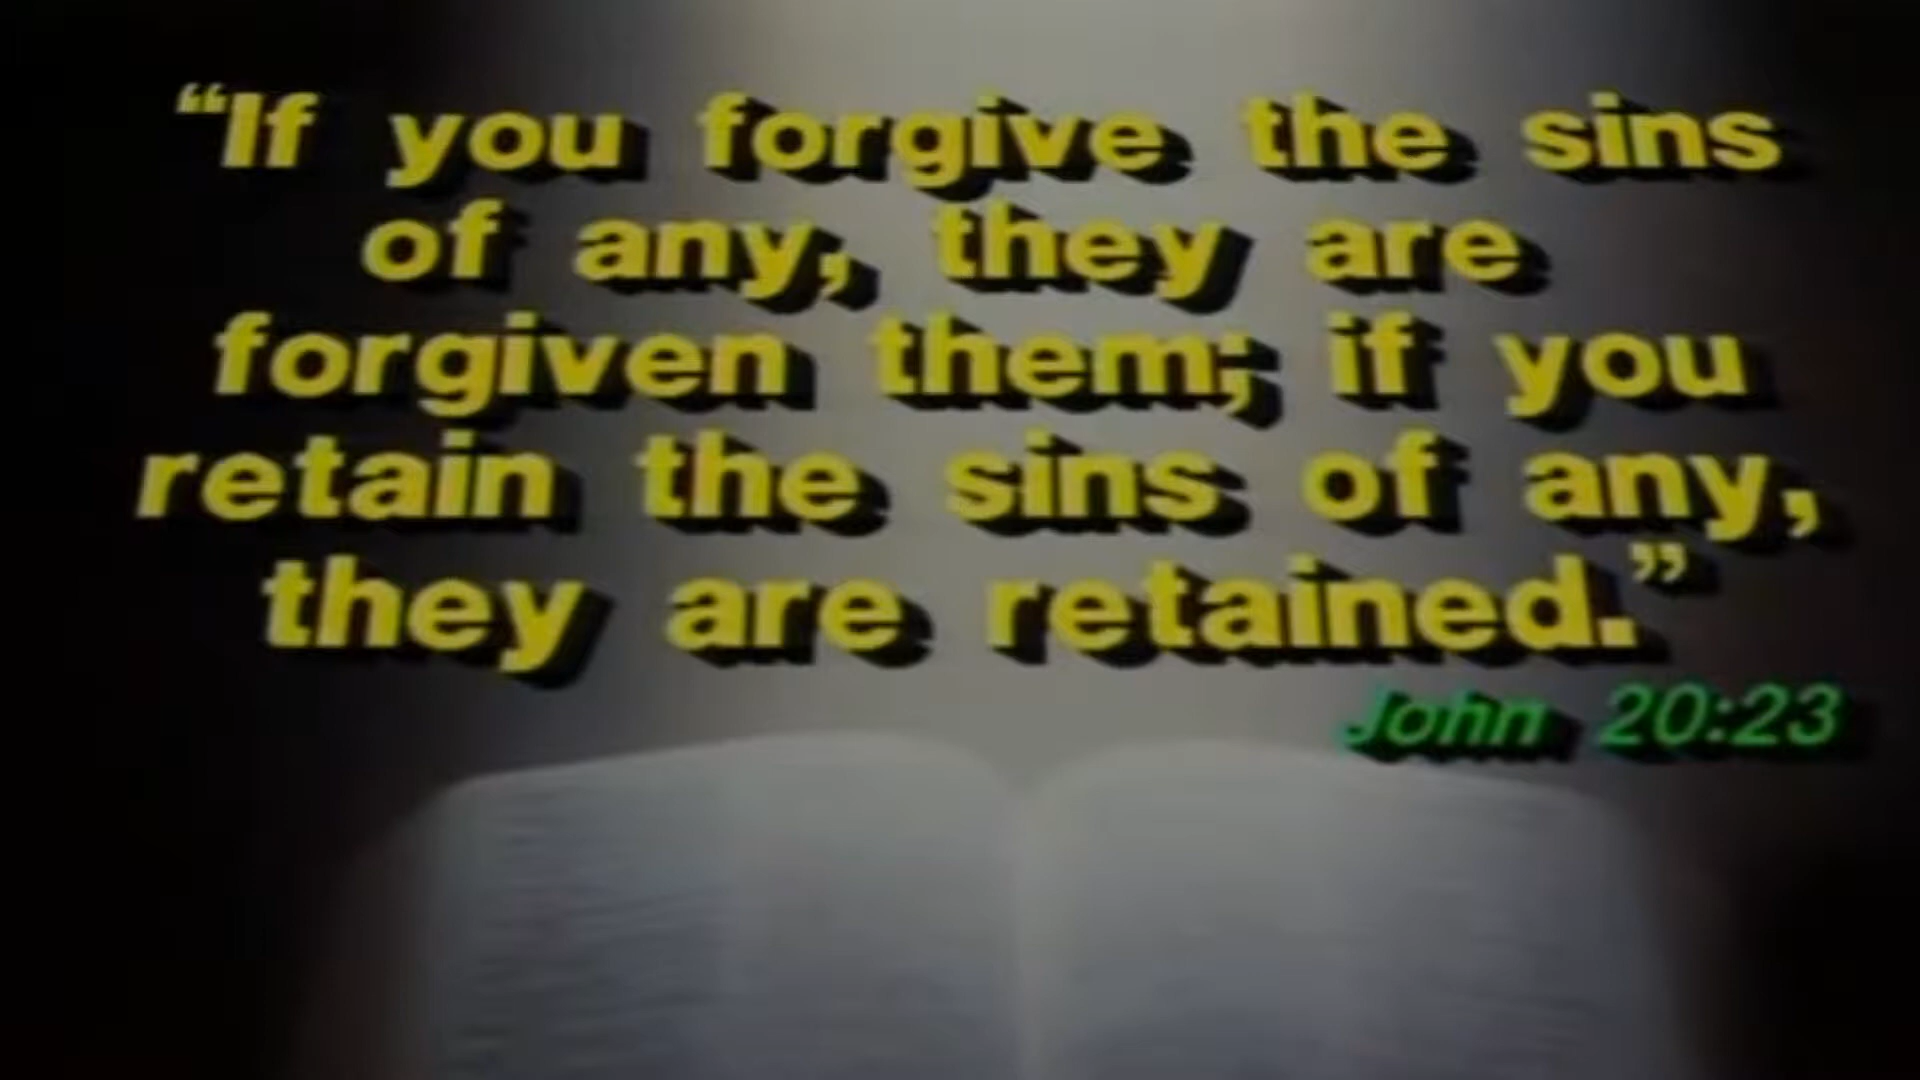 “If you forgive the sins
of any, they are
forgiven them; if you
retain the sins of any,
they are retained.”
John 20:23